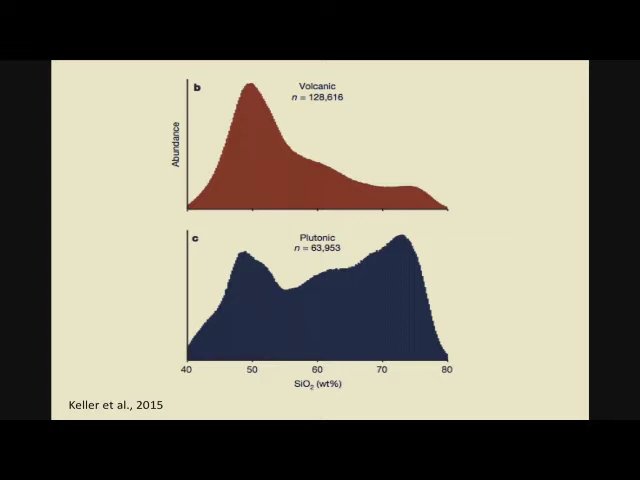 b
Volcanic
n = 128,616
Abundance
c
Plutonic
n = 63,953
40 50 60 70 80
SiO₂ (wt%)
Keller et al., 2015